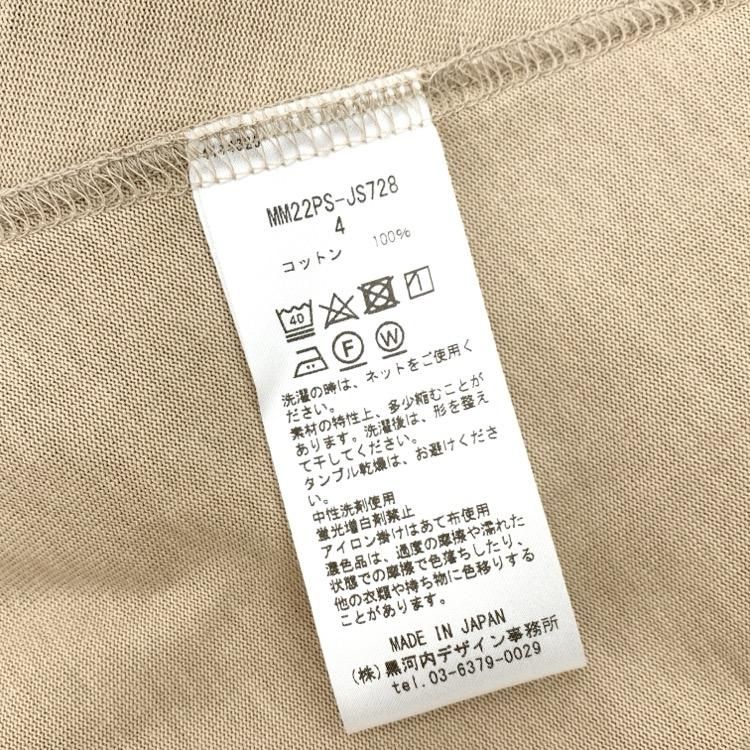 MM22PS-JS728
4
コットン 100%
40
F W
洗濯の時は、ネットをご使用く
ださい。
素材の特性上、多少縮むことが
あります。洗濯後は、形を整え
て干してください。
タンブル乾燥は、お避けくださ
い。
中性洗剤使用
蛍光増白剤禁止
アイロン掛けはあて布使用
濃色品は、過度の摩擦や濡れた
状態での摩擦で色落ちしたり、
他の衣類や持ち物に色移りする
ことがあります。
MADE IN JAPAN
(株)黒河内デザイン事務所
tel.03-6379-0029